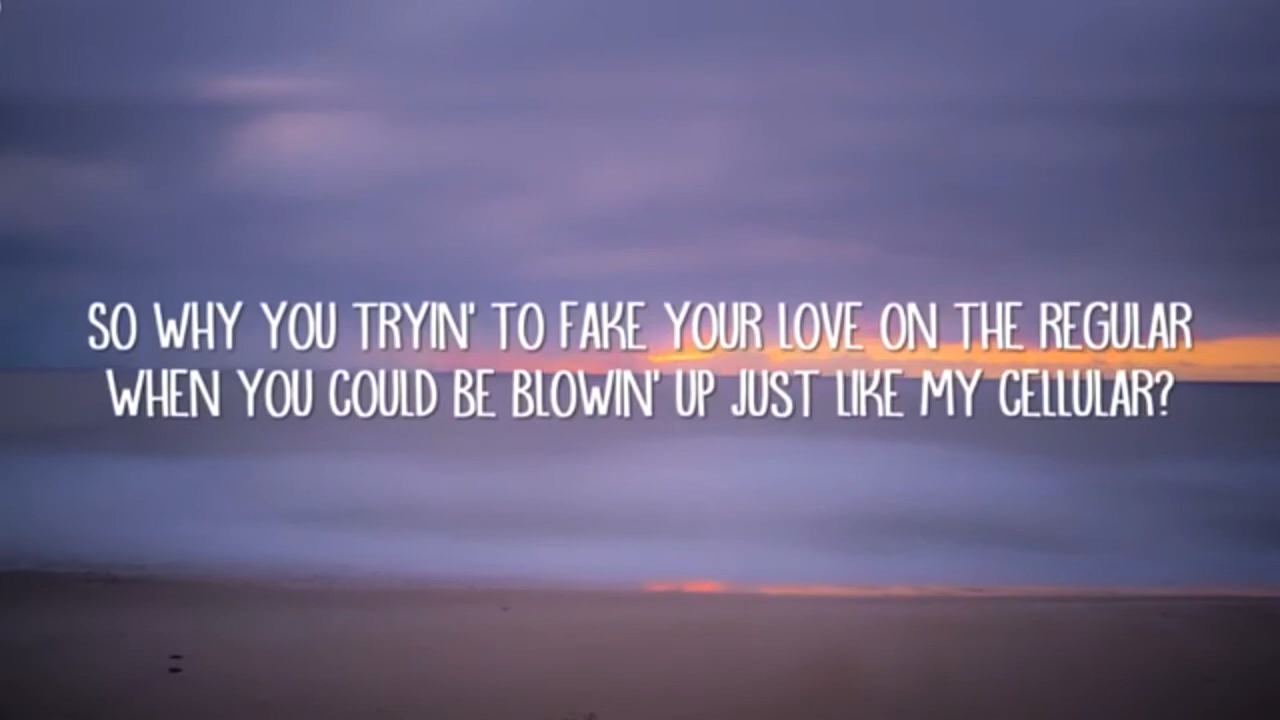 SO WHY YOU TRYIN' TO FAKE YOUR LOVE ON THE REGULAR
WHEN YOU COULD BE BLOWIN' UP JUST LIKE MY CELLULAR?